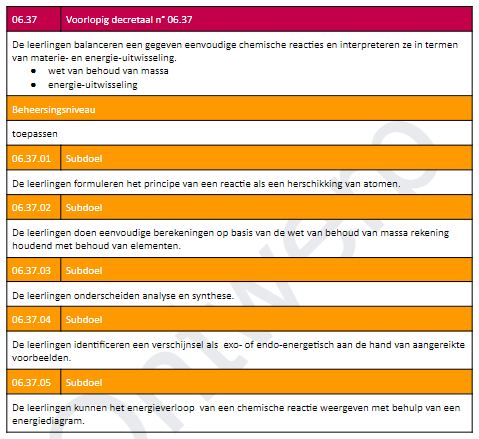 06.37 Voorlopig decretaal n° 06.37
De leerlingen balanceren een gegeven eenvoudige chemische reacties en interpreteren ze in termen
van materie- en energie-uitwisseling.
● wet van behoud van massa
● energie-uitwisseling
Beheersingsniveau
toepassen
06.37.01 Subdoel
De leerlingen formuleren het principe van een reactie als een herschikking van atomen.
06.37.02 Subdoel
De leerlingen doen eenvoudige berekeningen op basis van de wet van behoud van massa rekening
houdend met behoud van elementen.
06.37.03 Subdoel
De leerlingen onderscheiden analyse en synthese.
06.37.04 Subdoel
De leerlingen identificeren een verschijnsel als exo- of endo-energetisch aan de hand van aangereikte
voorbeelden.
06.37.05 Subdoel
De leerlingen kunnen het energieverloop van een chemische reactie weergeven met behulp van een
energiediagram.
Ontwerp